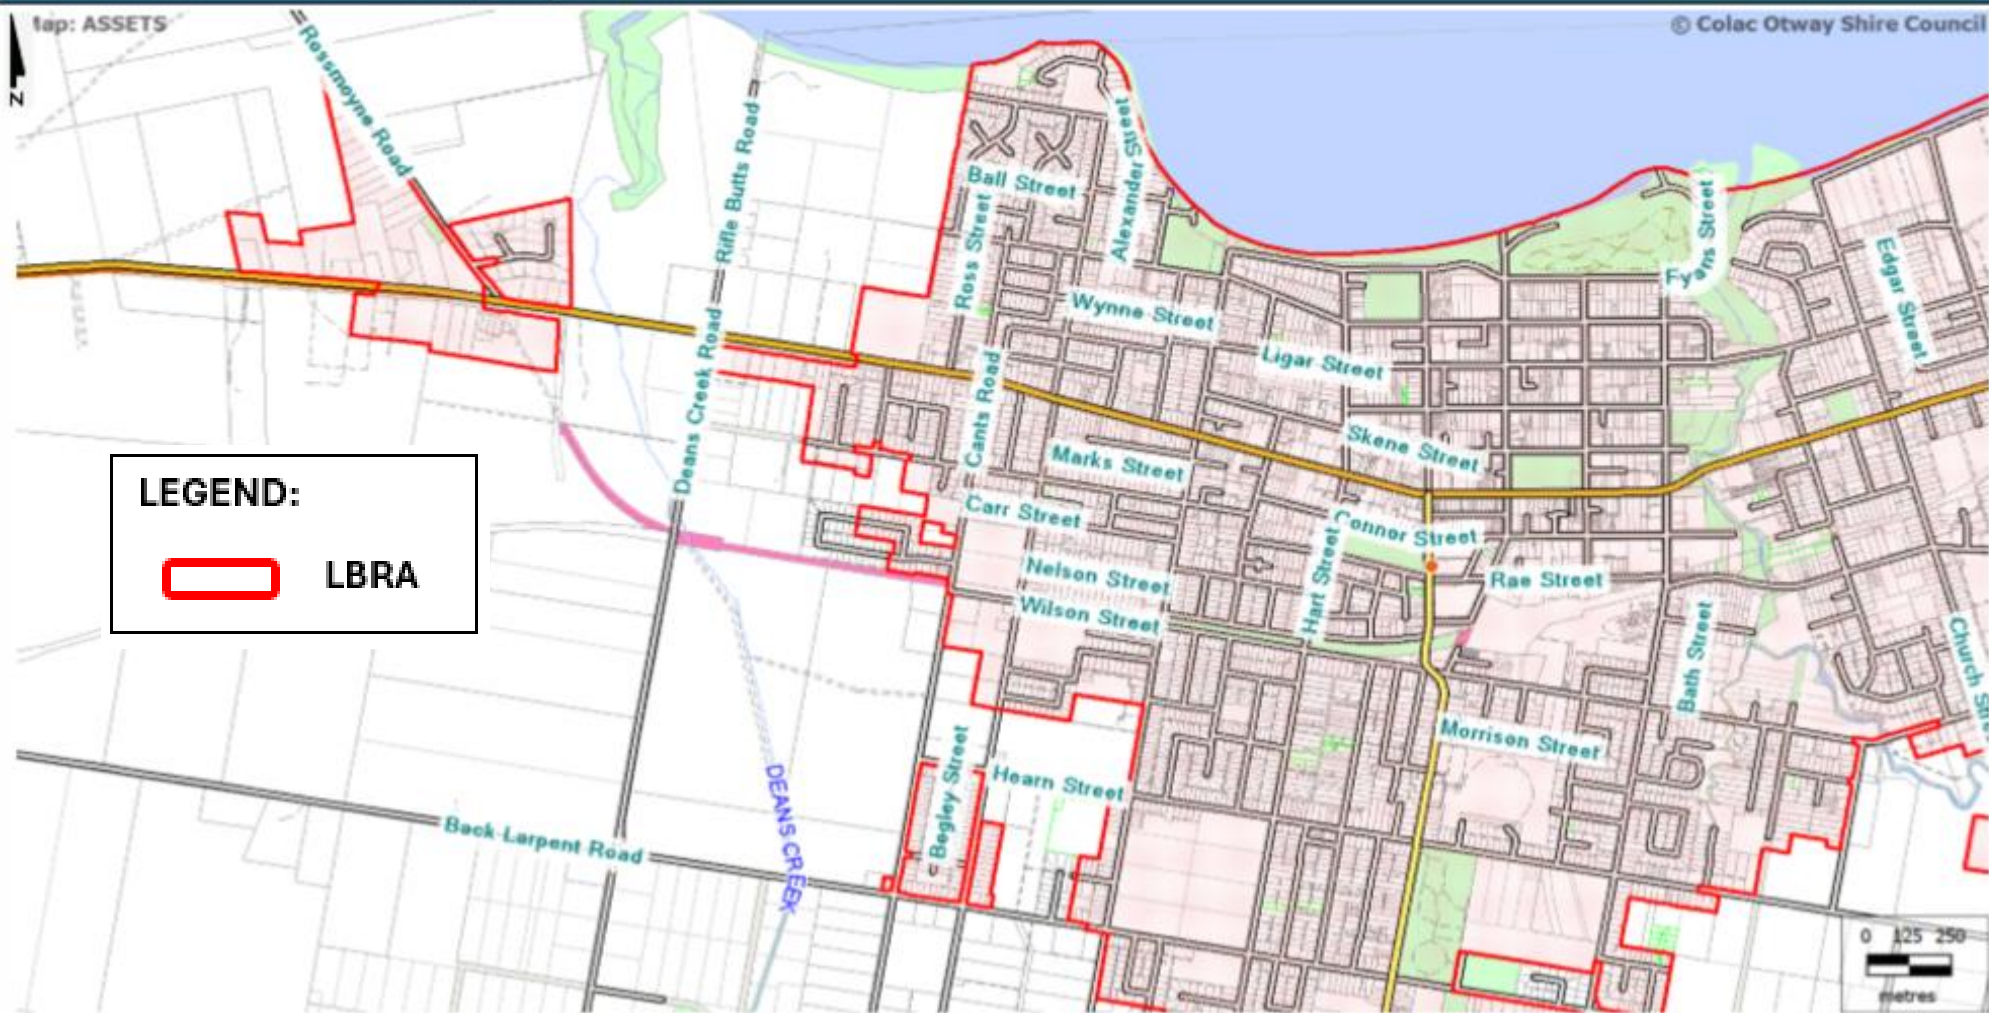 Map: ASSETS
© Colac Otway Shire Council
N
Rossmoyne Road
Rifle Butts Road
Alexander Street
Ball Street
Ross Street
Fyans Street
Edgar Street
Wynne Street
Ligar Street
Deans Creek Road
Cants Road
Skene Street
Marks Street
LEGEND:
LBRA
Carr Street
Connor Street
Hart Street
Nelson Street
Rae Street
Wilson Street
Bath Street
Church Stre
Morrison Street
Begley Street
Hearn Street
DEANS CREEK
Back Larpent Road
0 125 250
metres